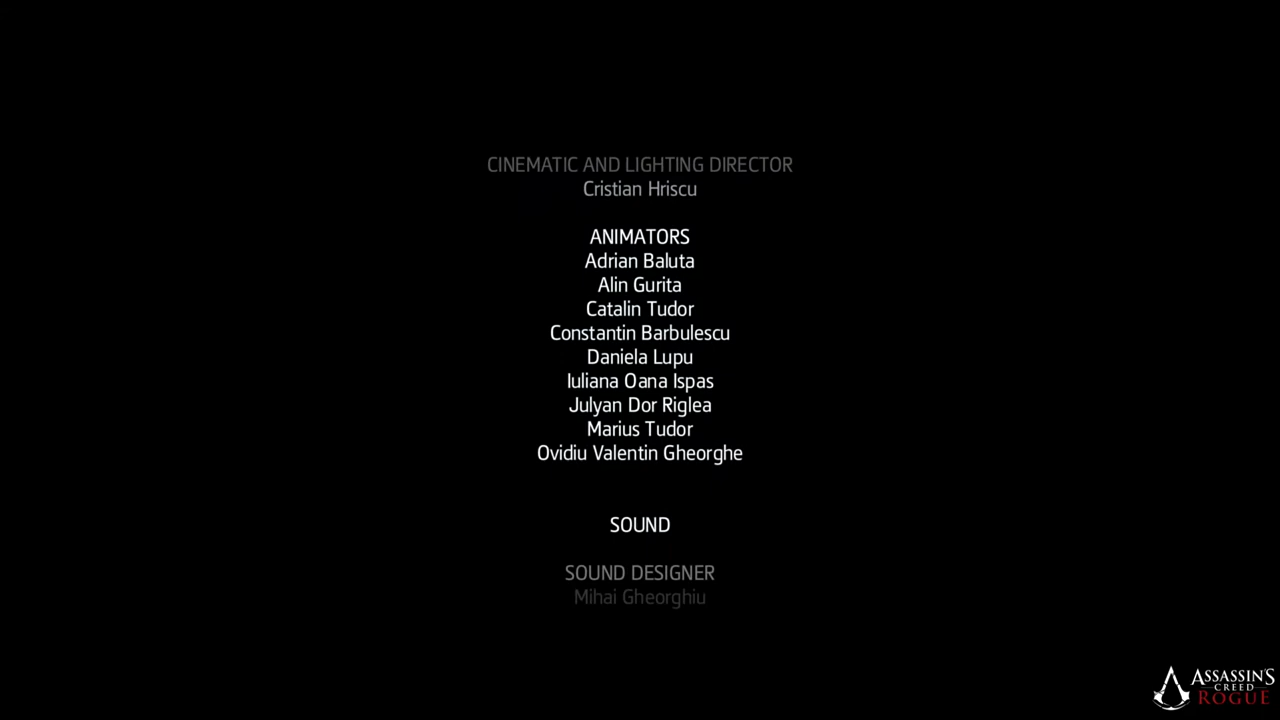 CINEMATIC AND LIGHTING DIRECTOR
Cristian Hriscu
ANIMATORS
Adrian Baluta
Alin Gurita
Catalin Tudor
Constantin Barbulescu
Daniela Lupu
Iuliana Oana Ispas
Julyan Dor Riglea
Marius Tudor
Ovidiu Valentin Gheorghe
SOUND
SOUND DESIGNER
Mihai Gheorghiu
ASSASSIN'S
CREED
ROGUE